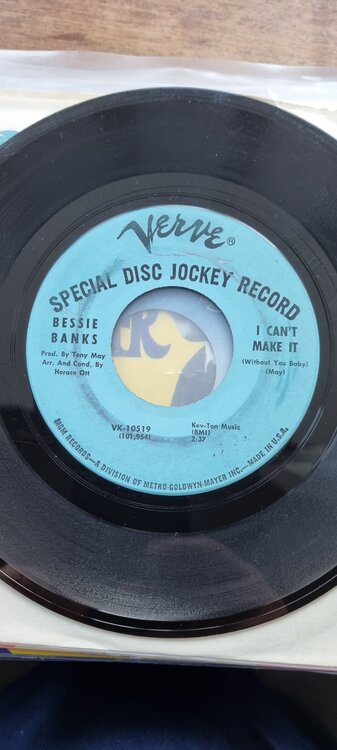 VERVE®
SPECIAL DISC JOCKEY RECORD
BESSIE
BANKS
Prod. By Tony May
Arr. And Cond. By
Horace Ott
I CAN'T
MAKE IT
(Without You Baby)
(May)
VK-10519
(101,954)
Kev-Ton Music
(BMI)
2:37
MGM RECORDS—A DIVISION OF METRO-GOLDWYN-MAYER INC.—MADE IN U.S.A.